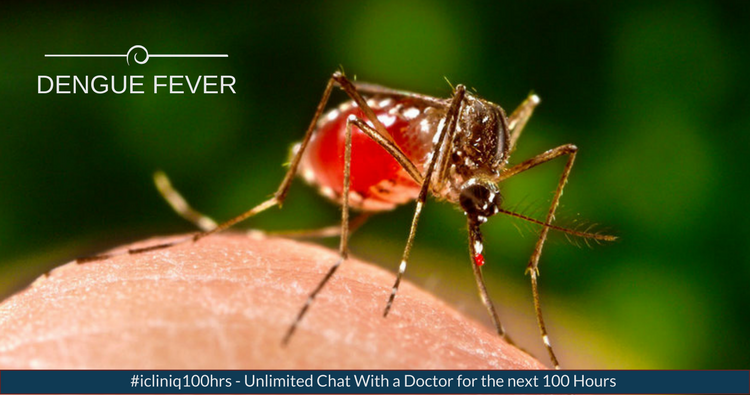 DENGUE FEVER
#icliniq100hrs - Unlimited Chat With a Doctor for the next 100 Hours